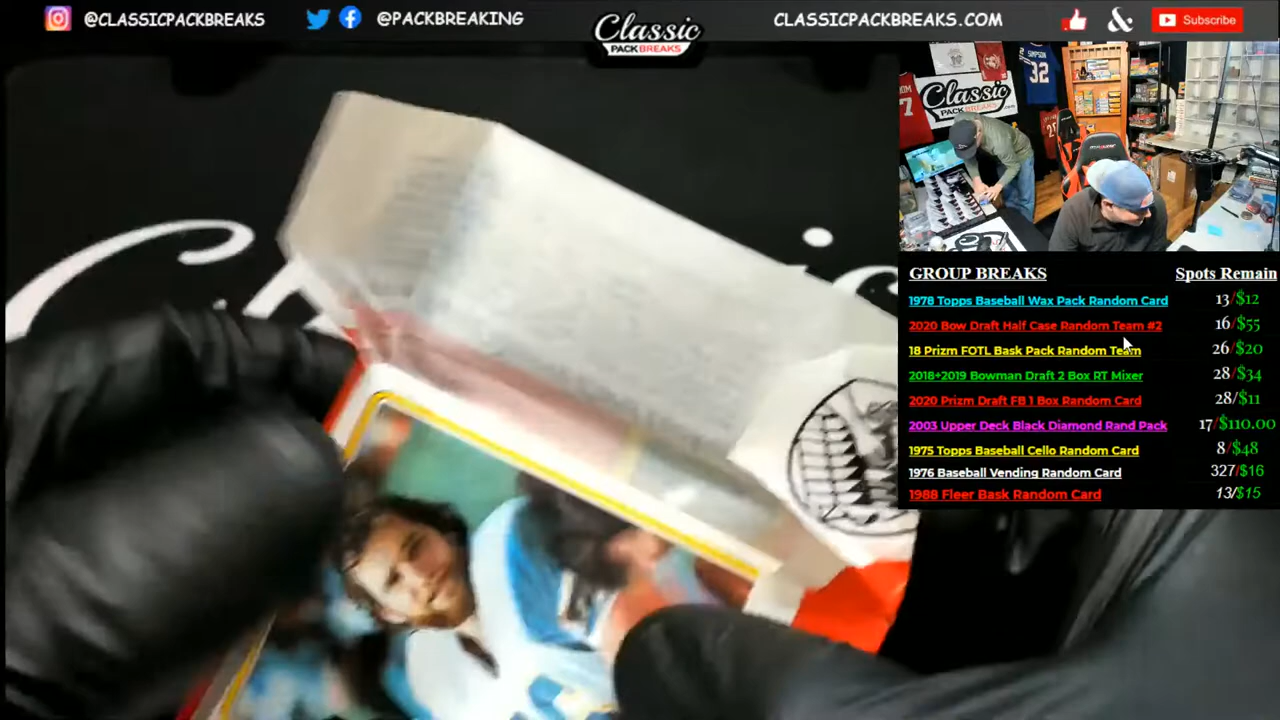 @CLASSICPACKBREAKS
@PACKBREAKING
Classic
PACK BREAKS
CLASSICPACKBREAKS.COM
&
Subscribe
SIMPSON
32
Classic
PACKBREAKS
GROUP BREAKS Spots Remain
1978 Topps Baseball Wax Pack Random Card 13/$12
2020 Bow Draft Half Case Random Team #2 16/$55
18 Prizm FOTL Bask Pack Random Team 26/$20
2018+2019 Bowman Draft 2 Box RT Mixer 28/$34
2020 Prizm Draft FB 1 Box Random Card 28/$11
2003 Upper Deck Black Diamond Rand Pack 17/$110.00
1975 Topps Baseball Cello Random Card 8/$48
1976 Baseball Vending Random Card 327/$16
1988 Fleer Bask Random Card 13/$15